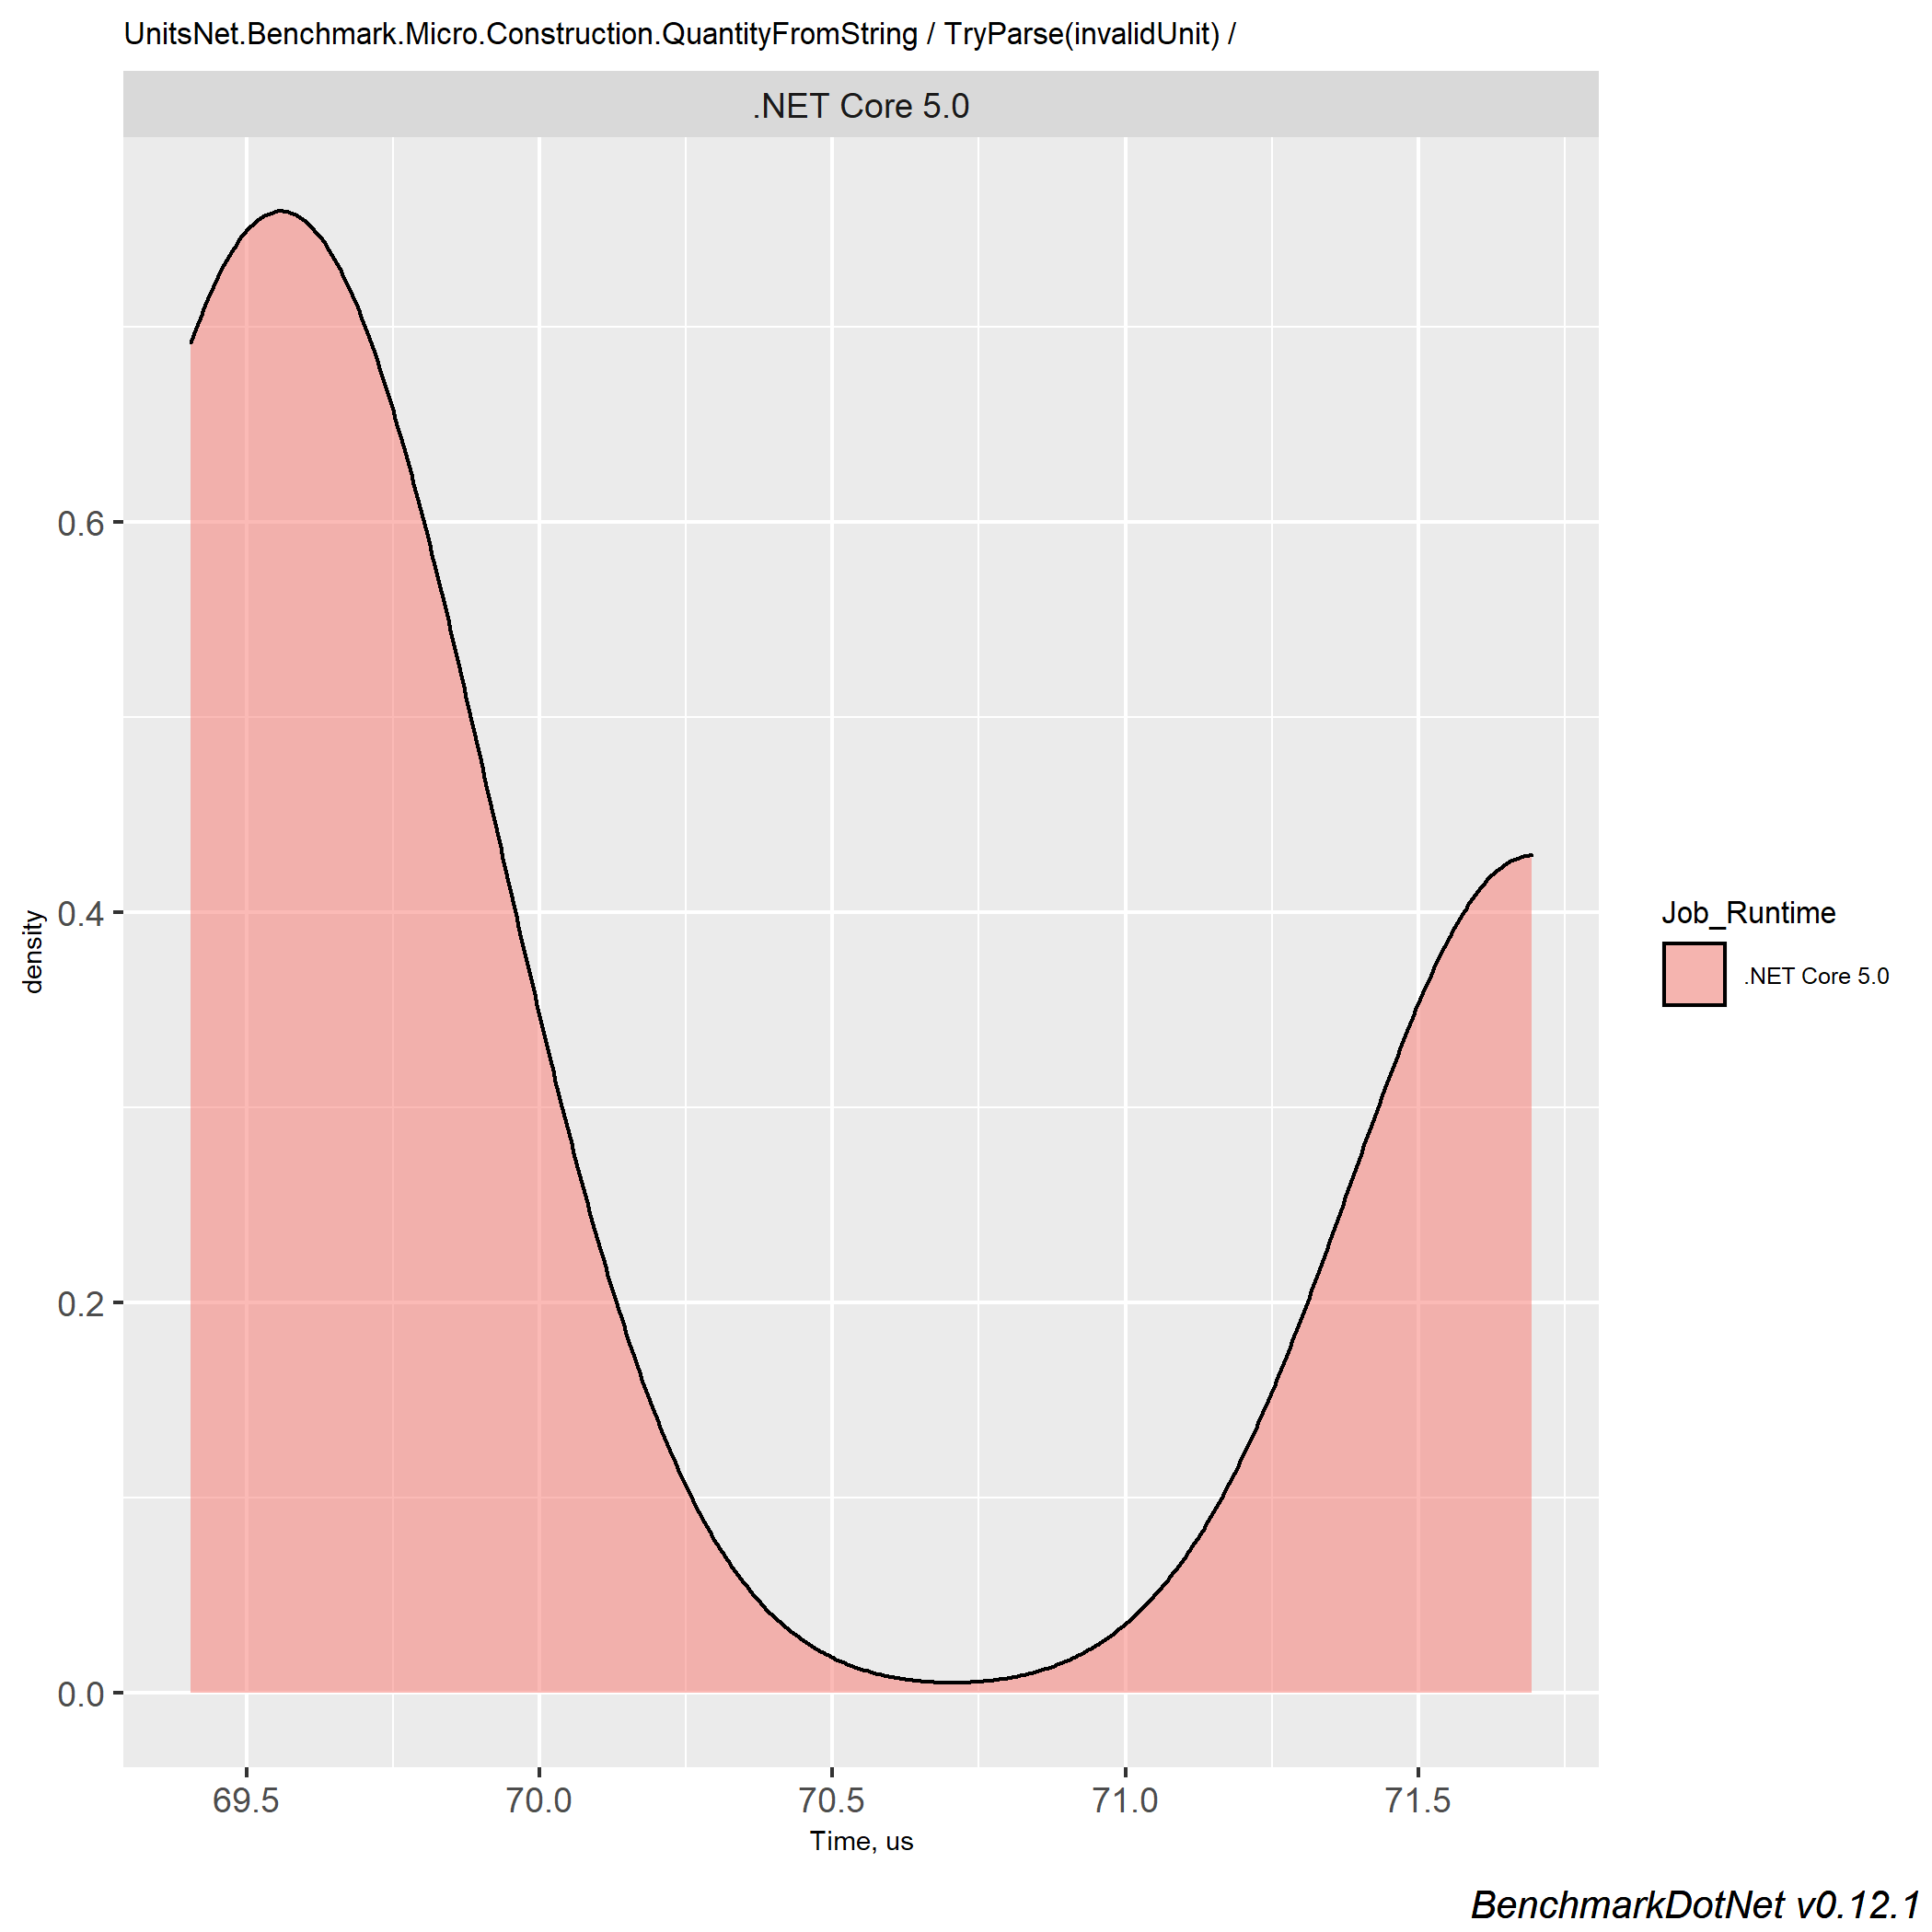 UnitsNet.Benchmark.Micro.Construction.QuantityFromString / TryParse(invalidUnit) /
.NET Core 5.0
0.6
0.4
0.2
0.0
density
69.5 70.0 70.5 71.0 71.5
Time, us
Job_Runtime
.NET Core 5.0
BenchmarkDotNet v0.12.1